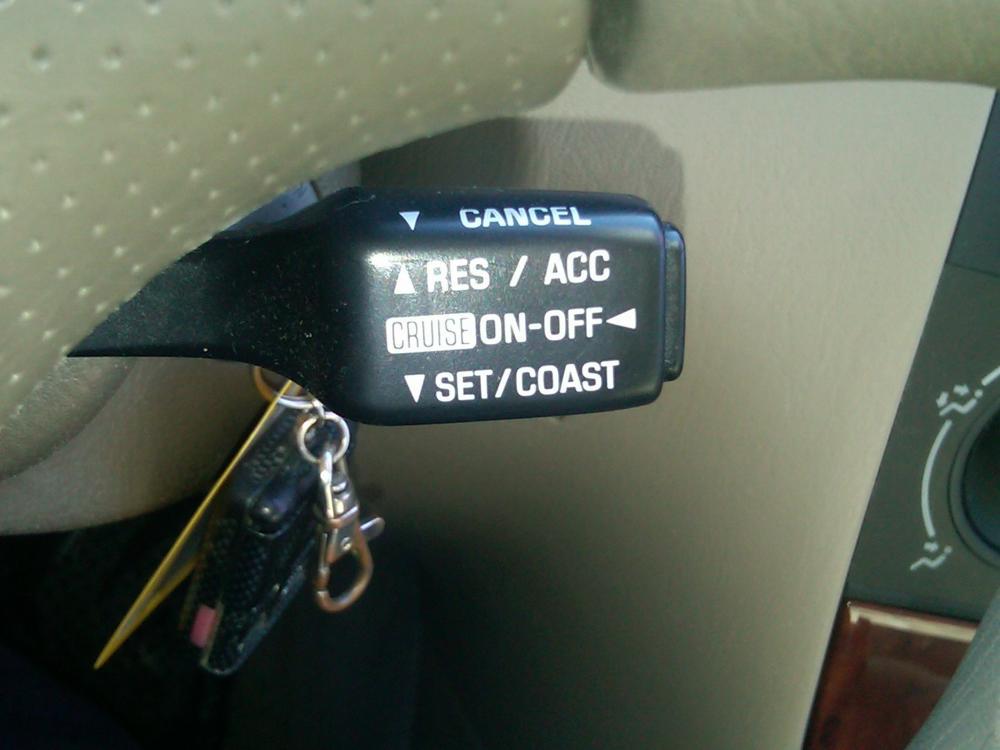 ▼ CANCEL
▲ RES / ACC
CRUISE ON-OFF ◀
▼ SET/COAST